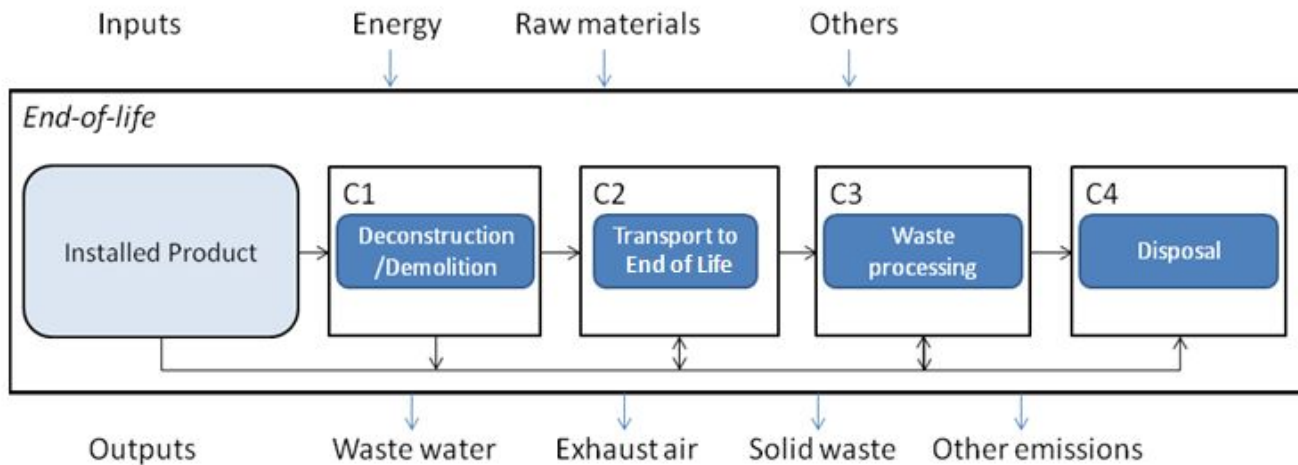 Inputs Energy Raw materials Others
End-of-life
Installed Product
C1
Deconstruction
/Demolition
C2
Transport to
End of Life
C3
Waste
processing
C4
Disposal
Outputs Waste water Exhaust air Solid waste Other emissions